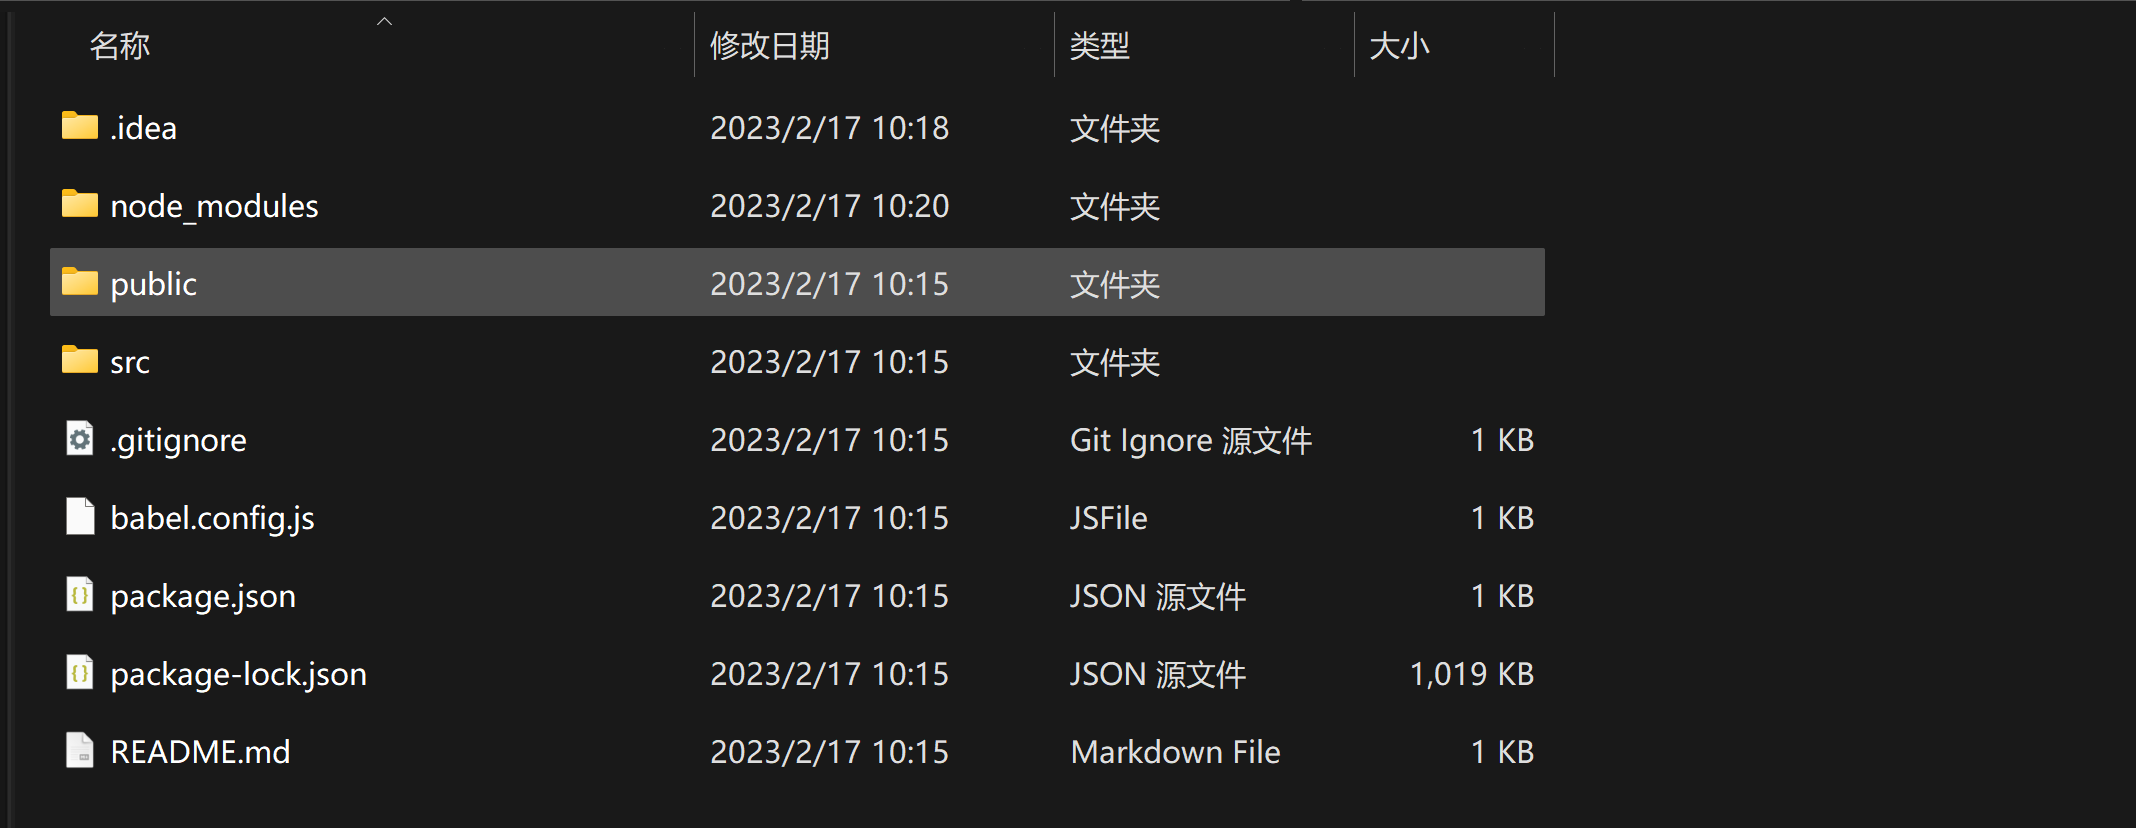 名称 修改日期 类型 大小
.idea 2023/2/17 10:18 文件夹
node_modules 2023/2/17 10:20 文件夹
public 2023/2/17 10:15 文件夹
src 2023/2/17 10:15 文件夹
.gitignore 2023/2/17 10:15 Git Ignore 源文件 1 KB
babel.config.js 2023/2/17 10:15 JSFile 1 KB
package.json 2023/2/17 10:15 JSON 源文件 1 KB
package-lock.json 2023/2/17 10:15 JSON 源文件 1,019 KB
README.md 2023/2/17 10:15 Markdown File 1 KB